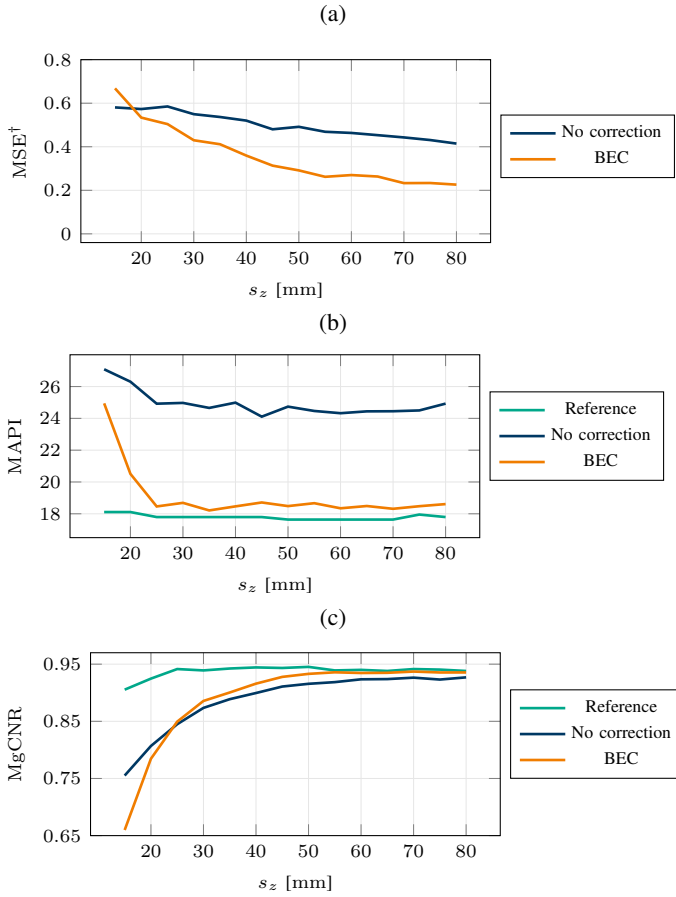 (a)
0.8
0.6
0.4
0.2
0
MSE†
20 30 40 50 60 70 80
s_z [mm]
No correction
BEC
(b)
26
24
22
20
18
MAPI
20 30 40 50 60 70 80
s_z [mm]
Reference
No correction
BEC
(c)
0.95
0.85
0.75
0.65
MgCNR
20 30 40 50 60 70 80
s_z [mm]
Reference
No correction
BEC